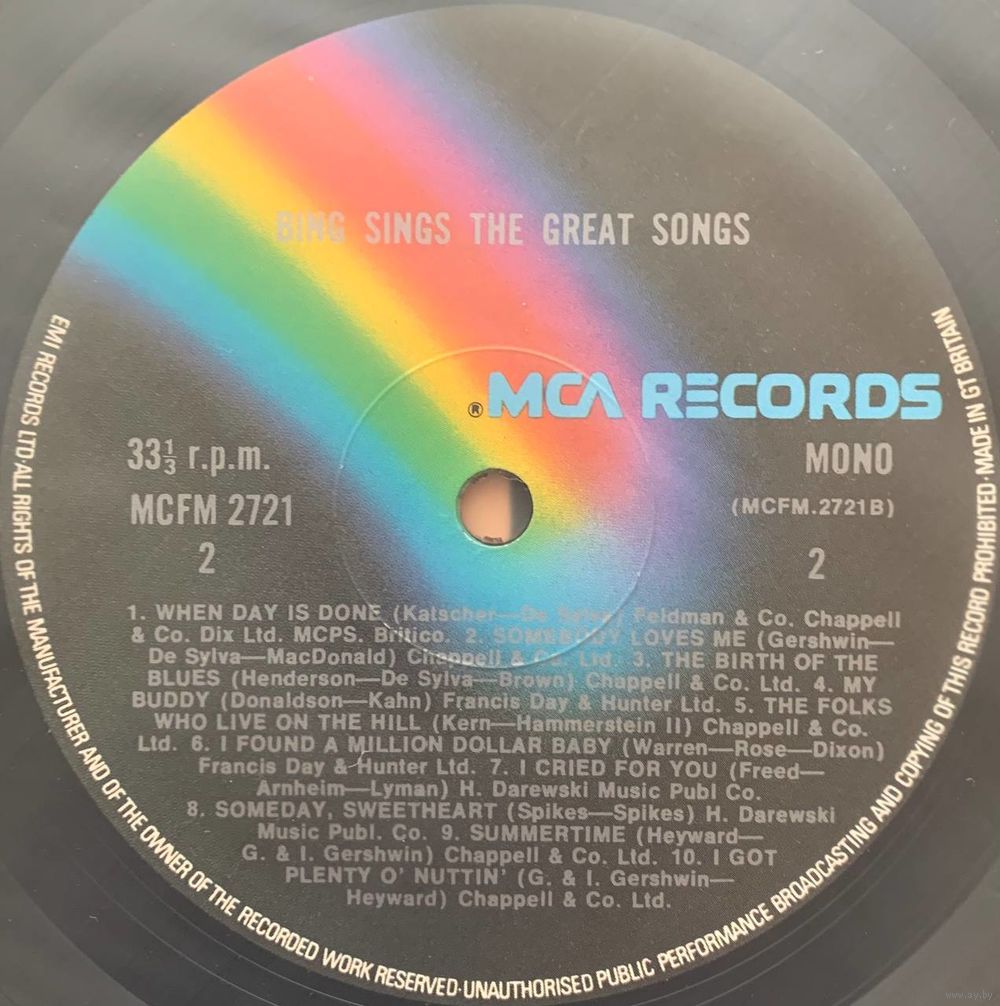 BING SINGS THE GREAT SONGS
® MCA RECORDS
33⅓ r.p.m.
MONO
MCFM 2721
(MCFM.2721B)
2
2
1. WHEN DAY IS DONE (Katscher—De Sylva) Feldman & Co. Chappell
& Co. Dix Ltd. MCPS. Britico. 2. SOMEBODY LOVES ME (Gershwin—
De Sylva—MacDonald) Chappell & Co. Ltd. 3. THE BIRTH OF THE
BLUES (Henderson—De Sylva—Brown) Chappell & Co. Ltd. 4. MY
BUDDY (Donaldson—Kahn) Francis Day & Hunter Ltd. 5. THE FOLKS
WHO LIVE ON THE HILL (Kern—Hammerstein II) Chappell & Co.
Ltd. 6. I FOUND A MILLION DOLLAR BABY (Warren—Rose—Dixon)
Francis Day & Hunter Ltd. 7. I CRIED FOR YOU (Freed—
Arnheim—Lyman) H. Darewski Music Publ Co.
8. SOMEDAY, SWEETHEART (Spikes—Spikes) H. Darewski
Music Publ. Co. 9. SUMMERTIME (Heyward—
G. & I. Gershwin) Chappell & Co. Ltd. 10. I GOT
PLENTY O' NUTTIN' (G. & I. Gershwin—
Heyward) Chappell & Co. Ltd.
EMI RECORDS LTD·ALL RIGHTS OF THE MANUFACTURER AND OF THE OWNER OF THE RECORDED WORK RESERVED·UNAUTHORISED PUBLIC PERFORMANCE BROADCASTING AND COPYING OF THIS RECORD PROHIBITED·MADE IN GT BRITAIN
www.ay.by